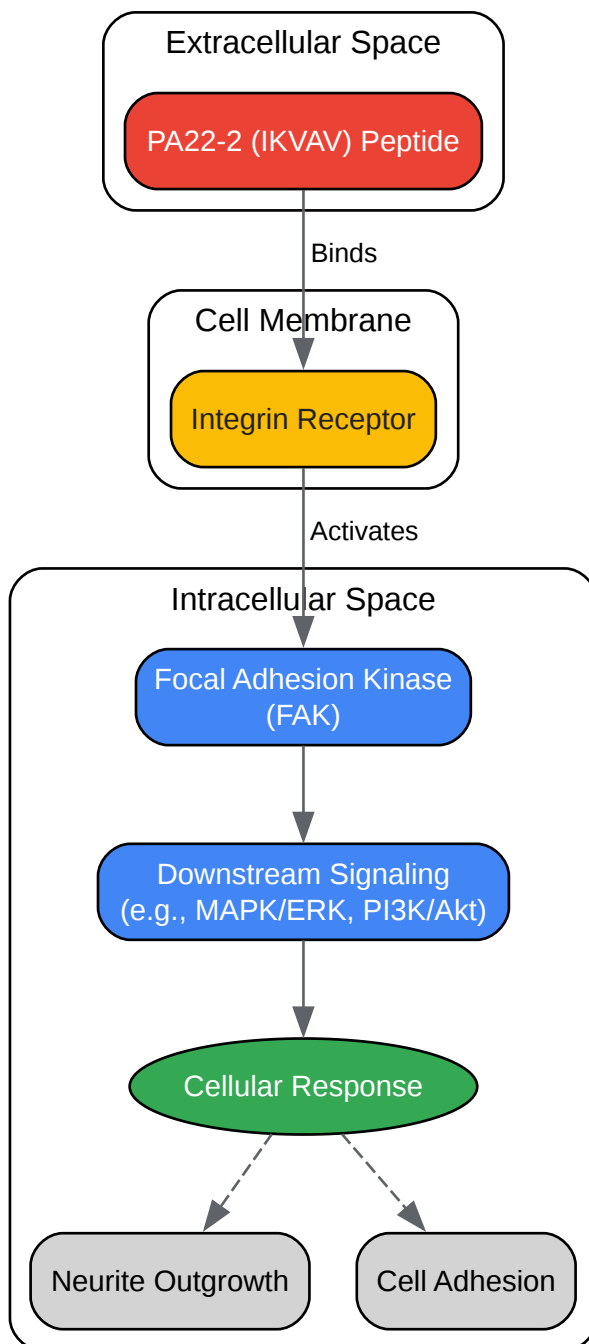 Extracellular Space
PA22-2 (IKVAV) Peptide
Binds
Cell Membrane
Integrin Receptor
Activates
Intracellular Space
Focal Adhesion Kinase
(FAK)
Downstream Signaling
(e.g., MAPK/ERK, PI3K/Akt)
Cellular Response
Neurite Outgrowth
Cell Adhesion